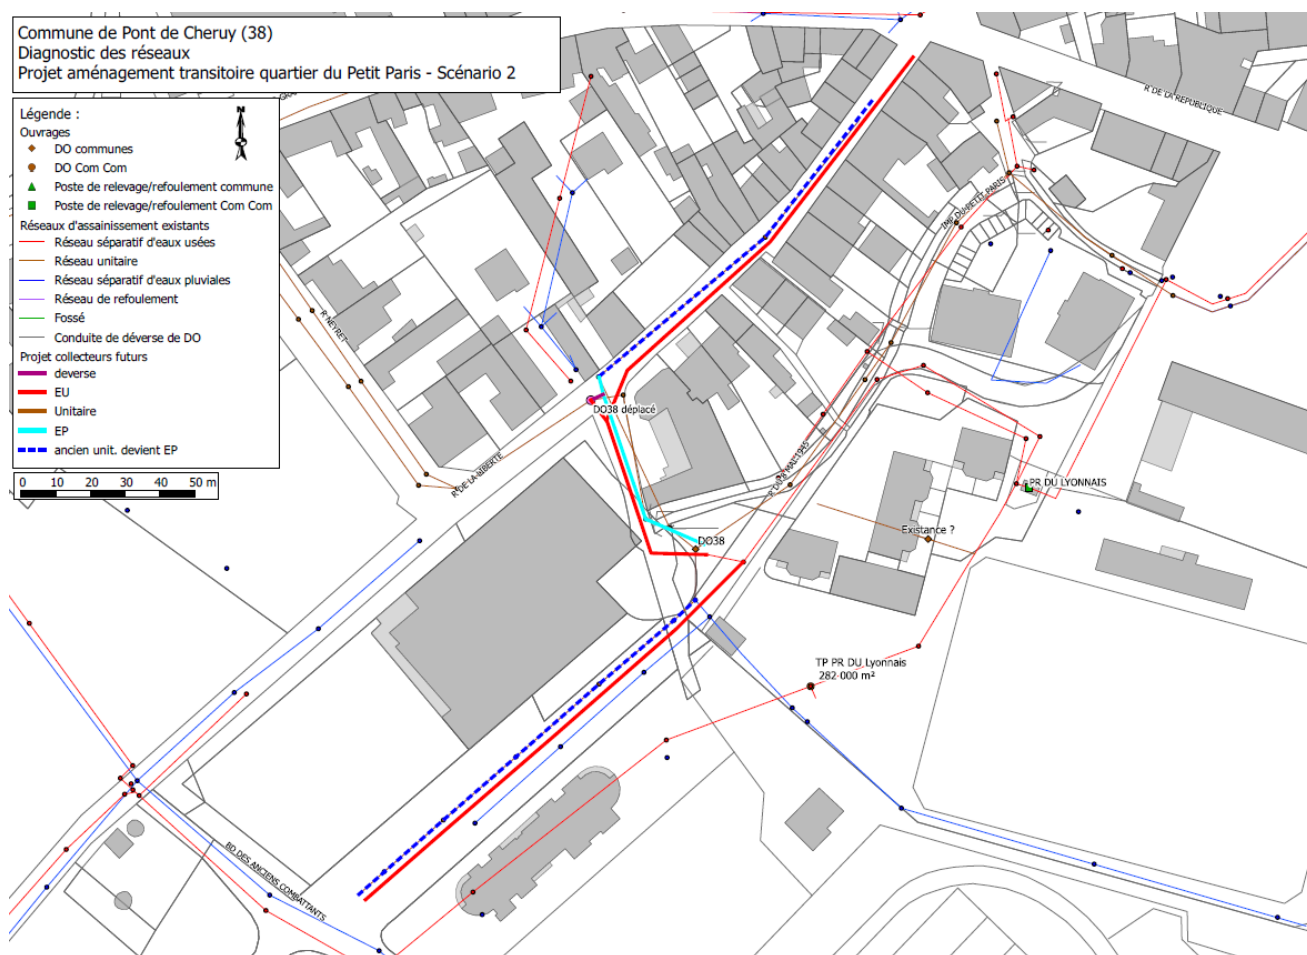 Commune de Pont de Cheruy (38)
Diagnostic des réseaux
Projet aménagement transitoire quartier du Petit Paris - Scénario 2
Légende :
N
Ouvrages
DO communes
DO Com Com
Poste de relevage/refoulement commune
Poste de relevage/refoulement Com Com
Réseaux d'assainissement existants
Réseau séparatif d'eaux usées
Réseau unitaire
Réseau séparatif d'eaux pluviales
Réseau de refoulement
Fossé
Conduite de déverse de DO
Projet collecteurs futurs
deverse
EU
Unitaire
EP
ancien unit. devient EP
0 10 20 30 40 50 m
R DE LA REPUBLIQUE
IMP DU PETIT PARIS
R NEYRET
DO38 déplacé
R DE LA LIBERTE
R DU 8 MAI 1945
PR DU LYONNAIS
Existance ?
DO38
TP PR DU Lyonnais
282 000 m²
BD DES ANCIENS COMBATTANTS